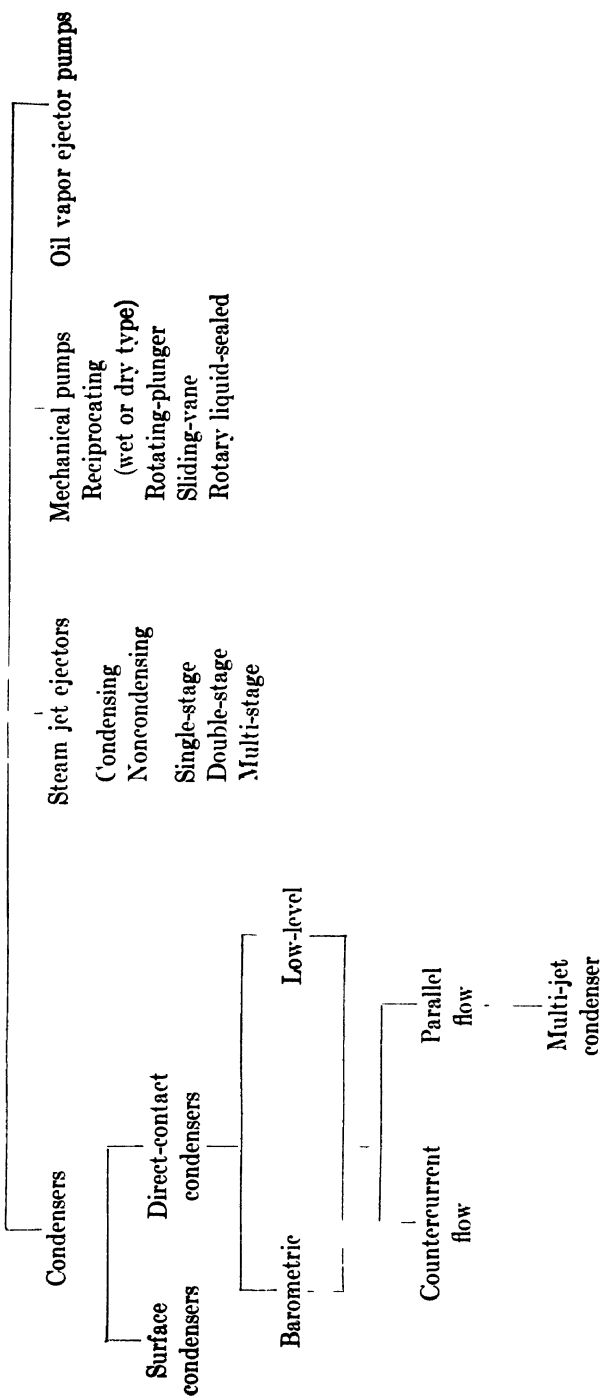 Condensers
Surface
condensers
Direct-contact
condensers
Barometric
Low-level
Countercurrent
flow
Parallel
flow
Multi-jet
condenser
Steam jet ejectors
Condensing
Noncondensing
Single-stage
Double-stage
Multi-stage
Mechanical pumps
Reciprocating
(wet or dry type)
Rotating-plunger
Sliding-vane
Rotary liquid-sealed
Oil vapor ejector pumps